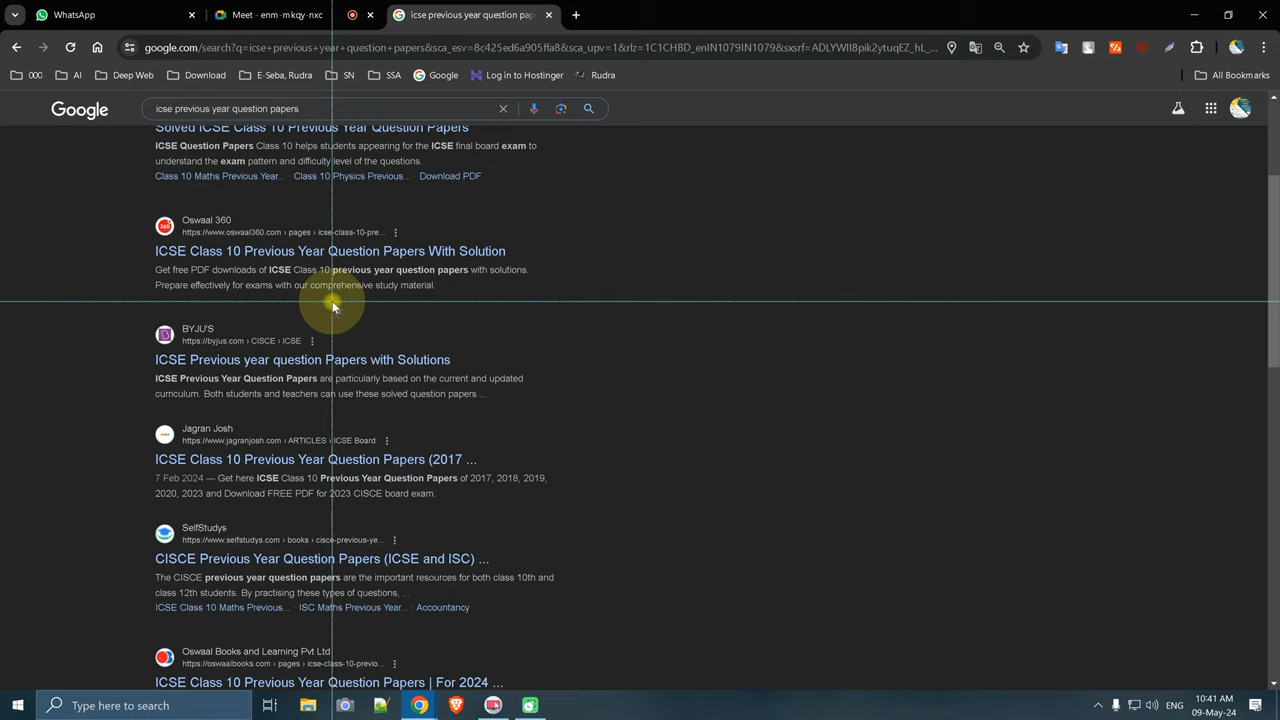 WhatsApp
Meet - enm-mkqy-nxc
icse previous year question pap
google.com/search?q=icse+previous+year+question+papers&sca_esv=8c425ed6a905ffa8&sca_upv=1&rlz=1C1CHBD_enIN1079IN1079&sxsrf=ADLYWII8pik2ytuqEZ_hL_...
000
AI
Deep Web
Download
E-Seba, Rudra
SN
SSA
Google
Log in to Hostinger
Rudra
All Bookmarks
Google
icse previous year question papers
Solved ICSE Class 10 Previous Year Question Papers
ICSE Question Papers Class 10 helps students appearing for the ICSE final board exam to
understand the exam pattern and difficulty level of the questions.
Class 10 Maths Previous Year... · Class 10 Physics Previous... · Download PDF
Oswaal 360
https://www.oswaal360.com › pages › icse-class-10-pre...
ICSE Class 10 Previous Year Question Papers With Solution
Get free PDF downloads of ICSE Class 10 previous year question papers with solutions.
Prepare effectively for exams with our comprehensive study material.
BYJU'S
https://byjus.com › CISCE › ICSE
ICSE Previous year question Papers with Solutions
ICSE Previous Year Question Papers are particularly based on the current and updated
curriculum. Both students and teachers can use these solved question papers ...
Jagran Josh
https://www.jagranjosh.com › ARTICLES › ICSE Board
ICSE Class 10 Previous Year Question Papers (2017 ...
7 Feb 2024 — Get here ICSE Class 10 Previous Year Question Papers of 2017, 2018, 2019,
2020, 2023 and Download FREE PDF for 2023 CISCE board exam.
SelfStudys
https://www.selfstudys.com › books › cisce-previous-ye...
CISCE Previous Year Question Papers (ICSE and ISC) ...
The CISCE previous year question papers are the important resources for both class 10th and
class 12th students. By practising these types of questions, ...
ICSE Class 10 Maths Previous... · ISC Maths Previous Year... · Accountancy
Oswaal Books and Learning Pvt Ltd
https://oswaalbooks.com › pages › icse-class-10-previo...
ICSE Class 10 Previous Year Question Papers | For 2024 ...
Type here to search
ENG
10:41 AM
09-May-24